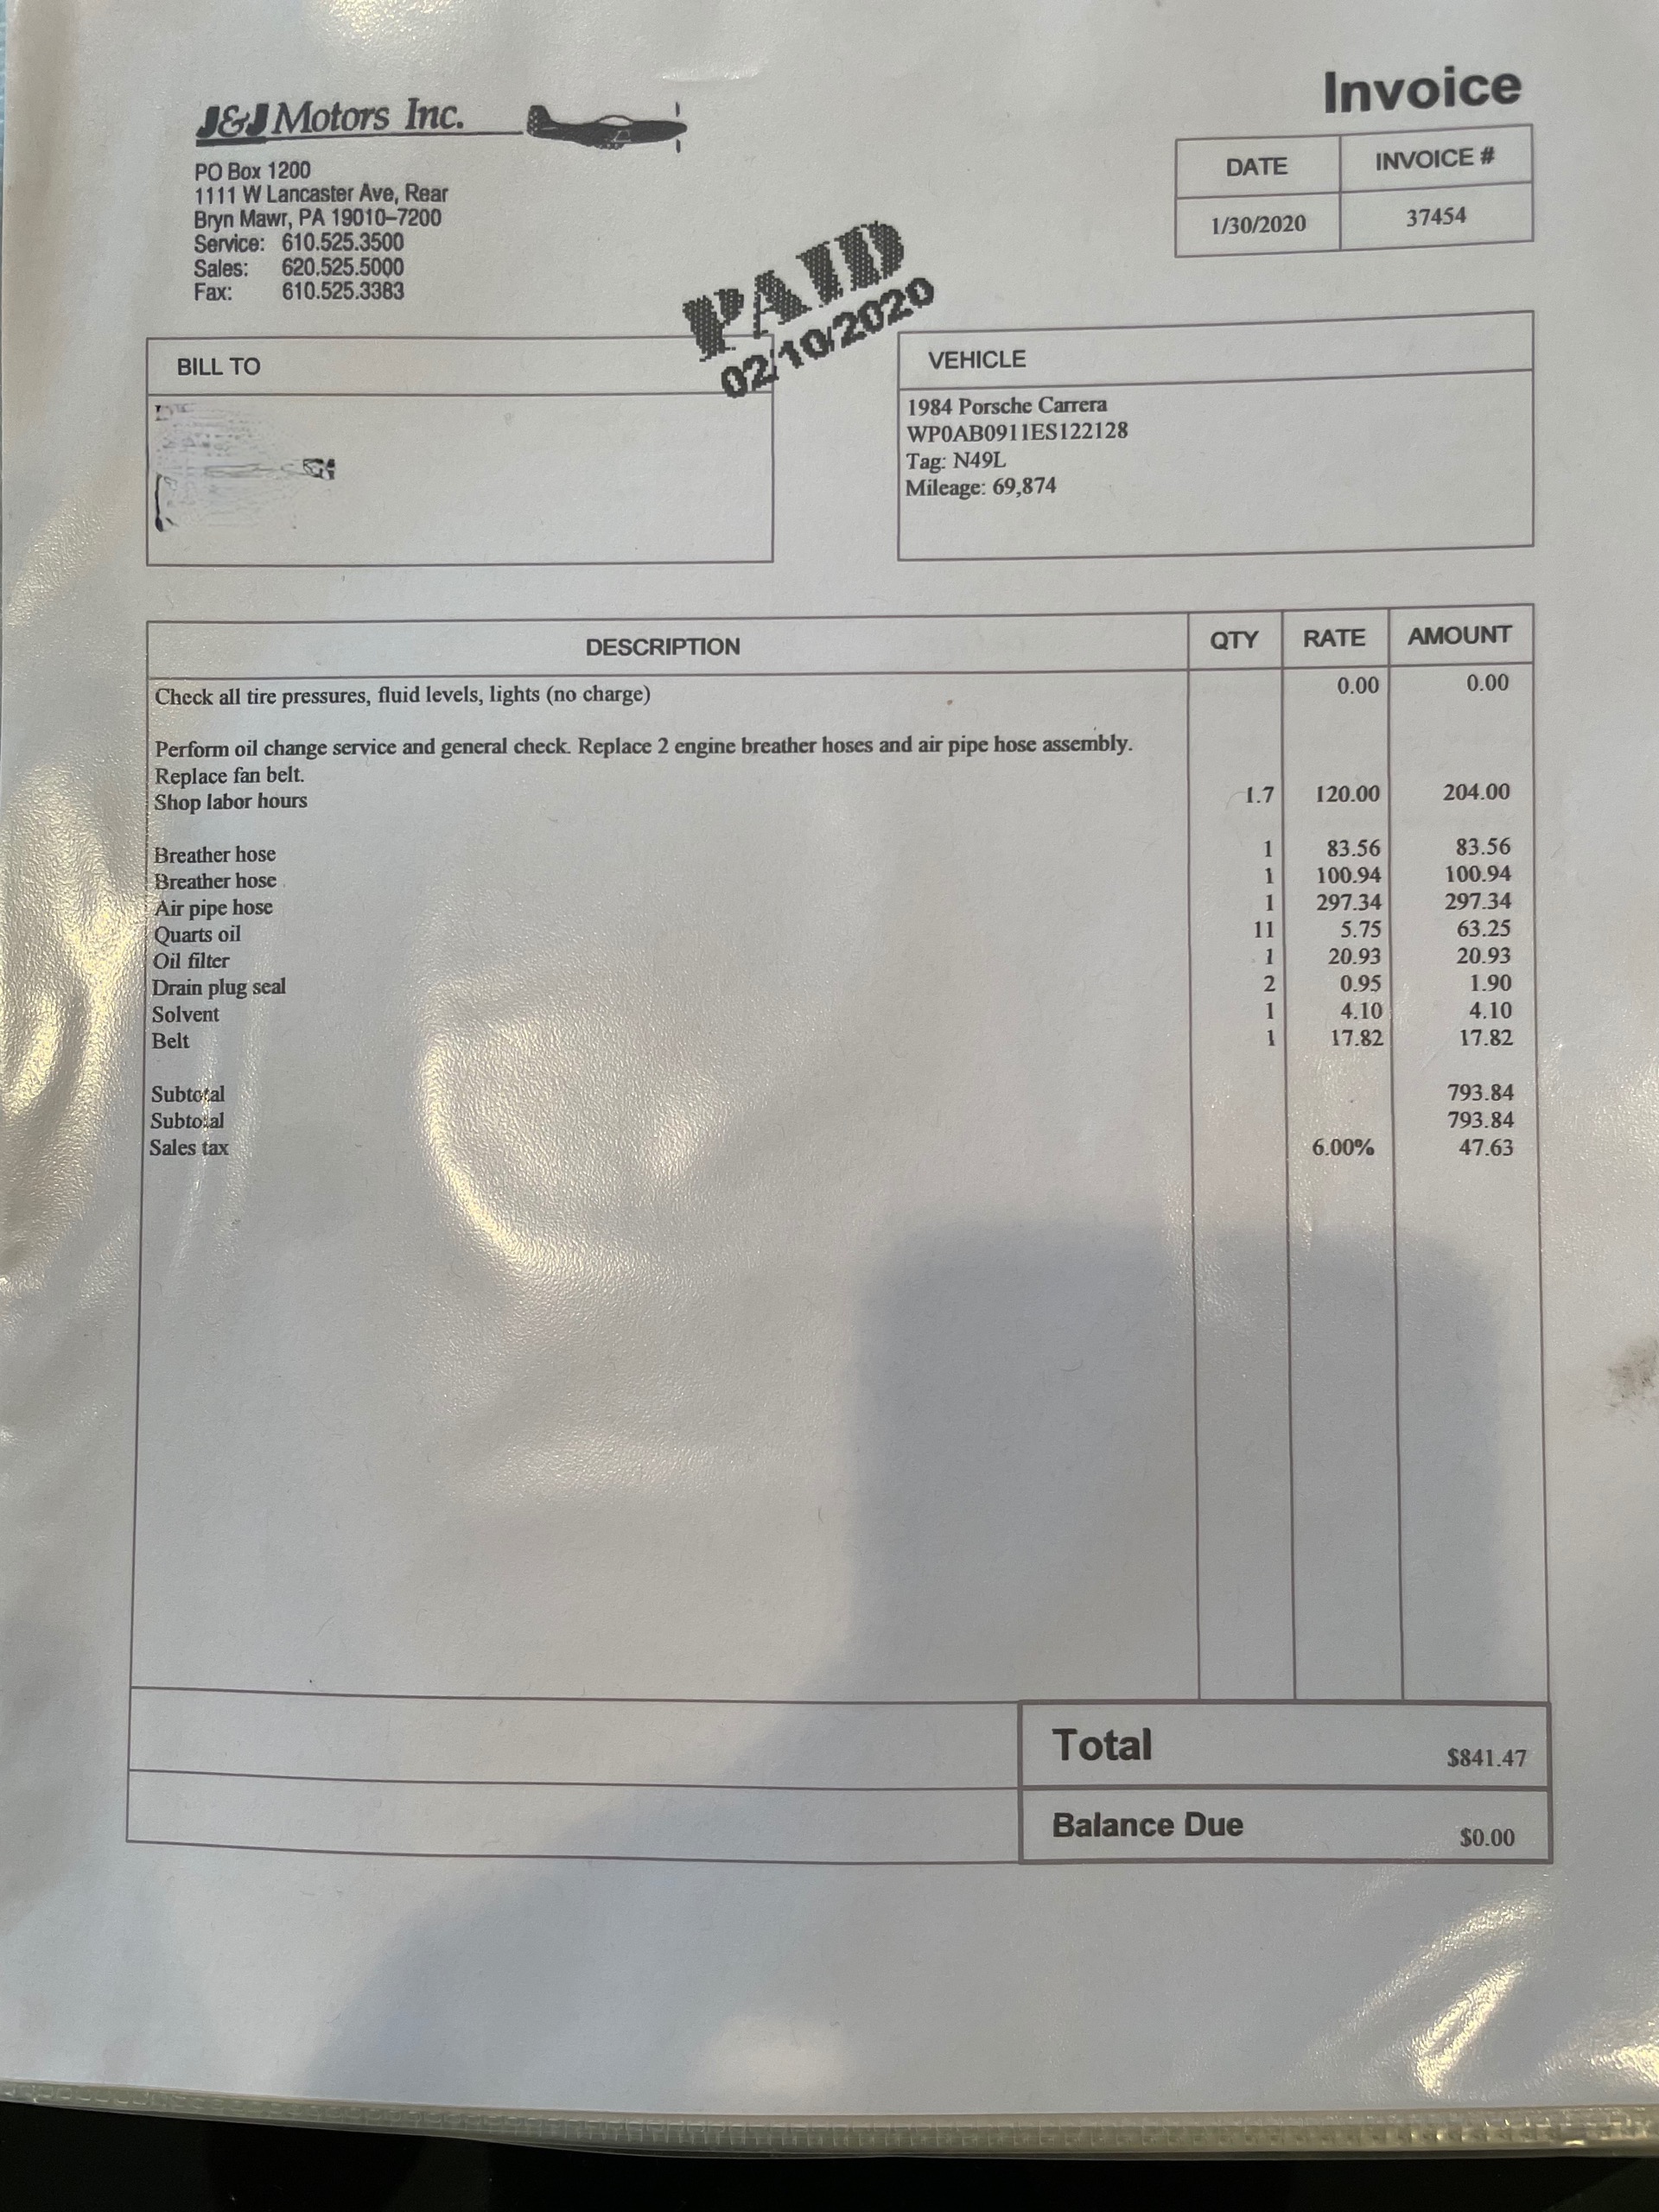 J&J Motors Inc.
PO Box 1200
1111 W Lancaster Ave, Rear
Bryn Mawr, PA 19010-7200
Service: 610.525.3500
Sales: 620.525.5000
Fax: 610.525.3383
Invoice
DATE INVOICE #
1/30/2020 37454
PAID
02/10/2020
BILL TO
VEHICLE
1984 Porsche Carrera
WP0AB0911ES122128
Tag: N49L
Mileage: 69,874
DESCRIPTION QTY RATE AMOUNT
Check all tire pressures, fluid levels, lights (no charge) 0.00 0.00
Perform oil change service and general check. Replace 2 engine breather hoses and air pipe hose assembly.
Replace fan belt.
Shop labor hours 1.7 120.00 204.00
Breather hose 1 83.56 83.56
Breather hose 1 100.94 100.94
Air pipe hose 1 297.34 297.34
Quarts oil 11 5.75 63.25
Oil filter 1 20.93 20.93
Drain plug seal 2 0.95 1.90
Solvent 1 4.10 4.10
Belt 1 17.82 17.82
Subtotal 793.84
Subtotal 793.84
Sales tax 6.00% 47.63
Total $841.47
Balance Due $0.00